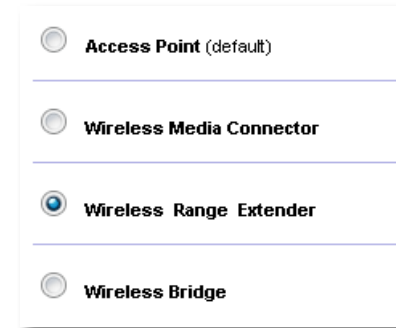 Access Point (default)
Wireless Media Connector
Wireless Range Extender
Wireless Bridge